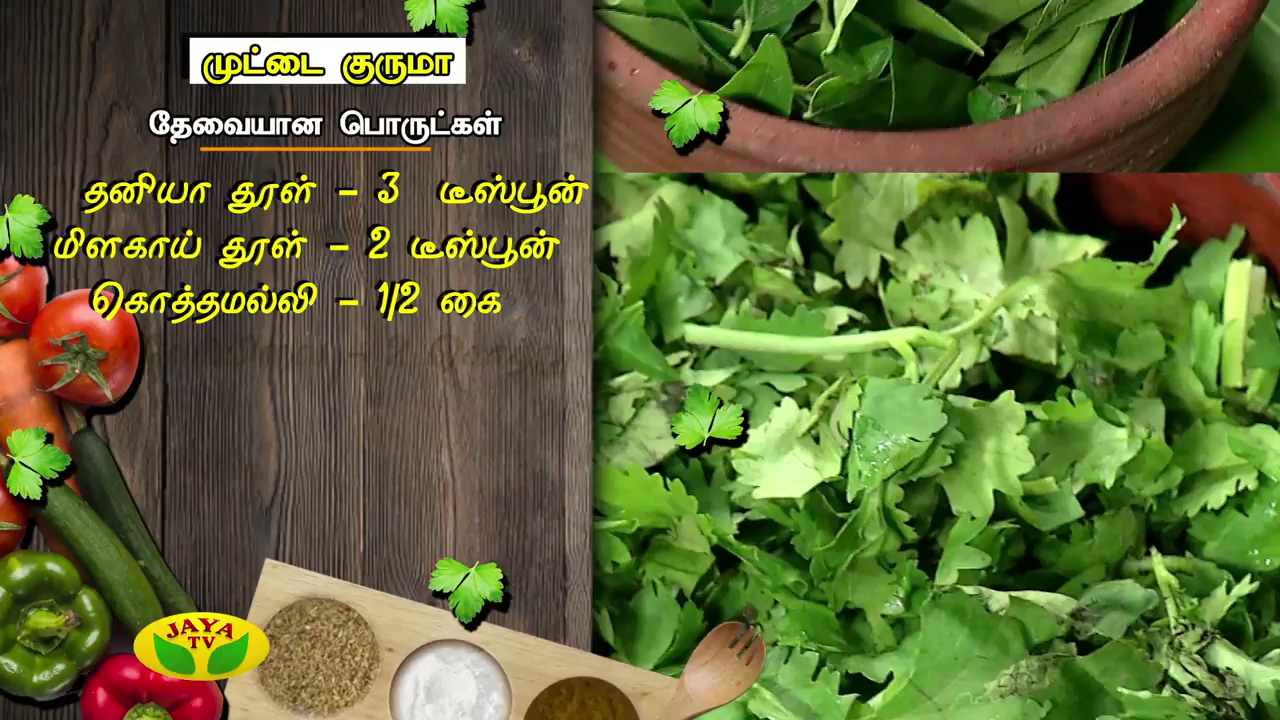 முட்டை குருமா
தேவையான பொருட்கள்
தனியா தூள் - 3 டீஸ்பூன்
மிளகாய் தூள் - 2 டீஸ்பூன்
கொத்தமல்லி - 1/2 கை
JAYA
TV